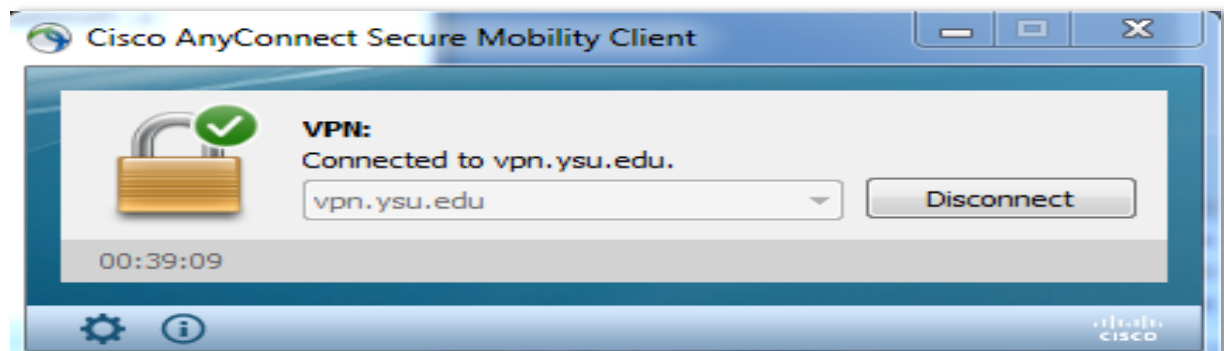 Cisco AnyConnect Secure Mobility Client
VPN:
Connected to vpn.ysu.edu.
vpn.ysu.edu
Disconnect
00:39:09
CISCO